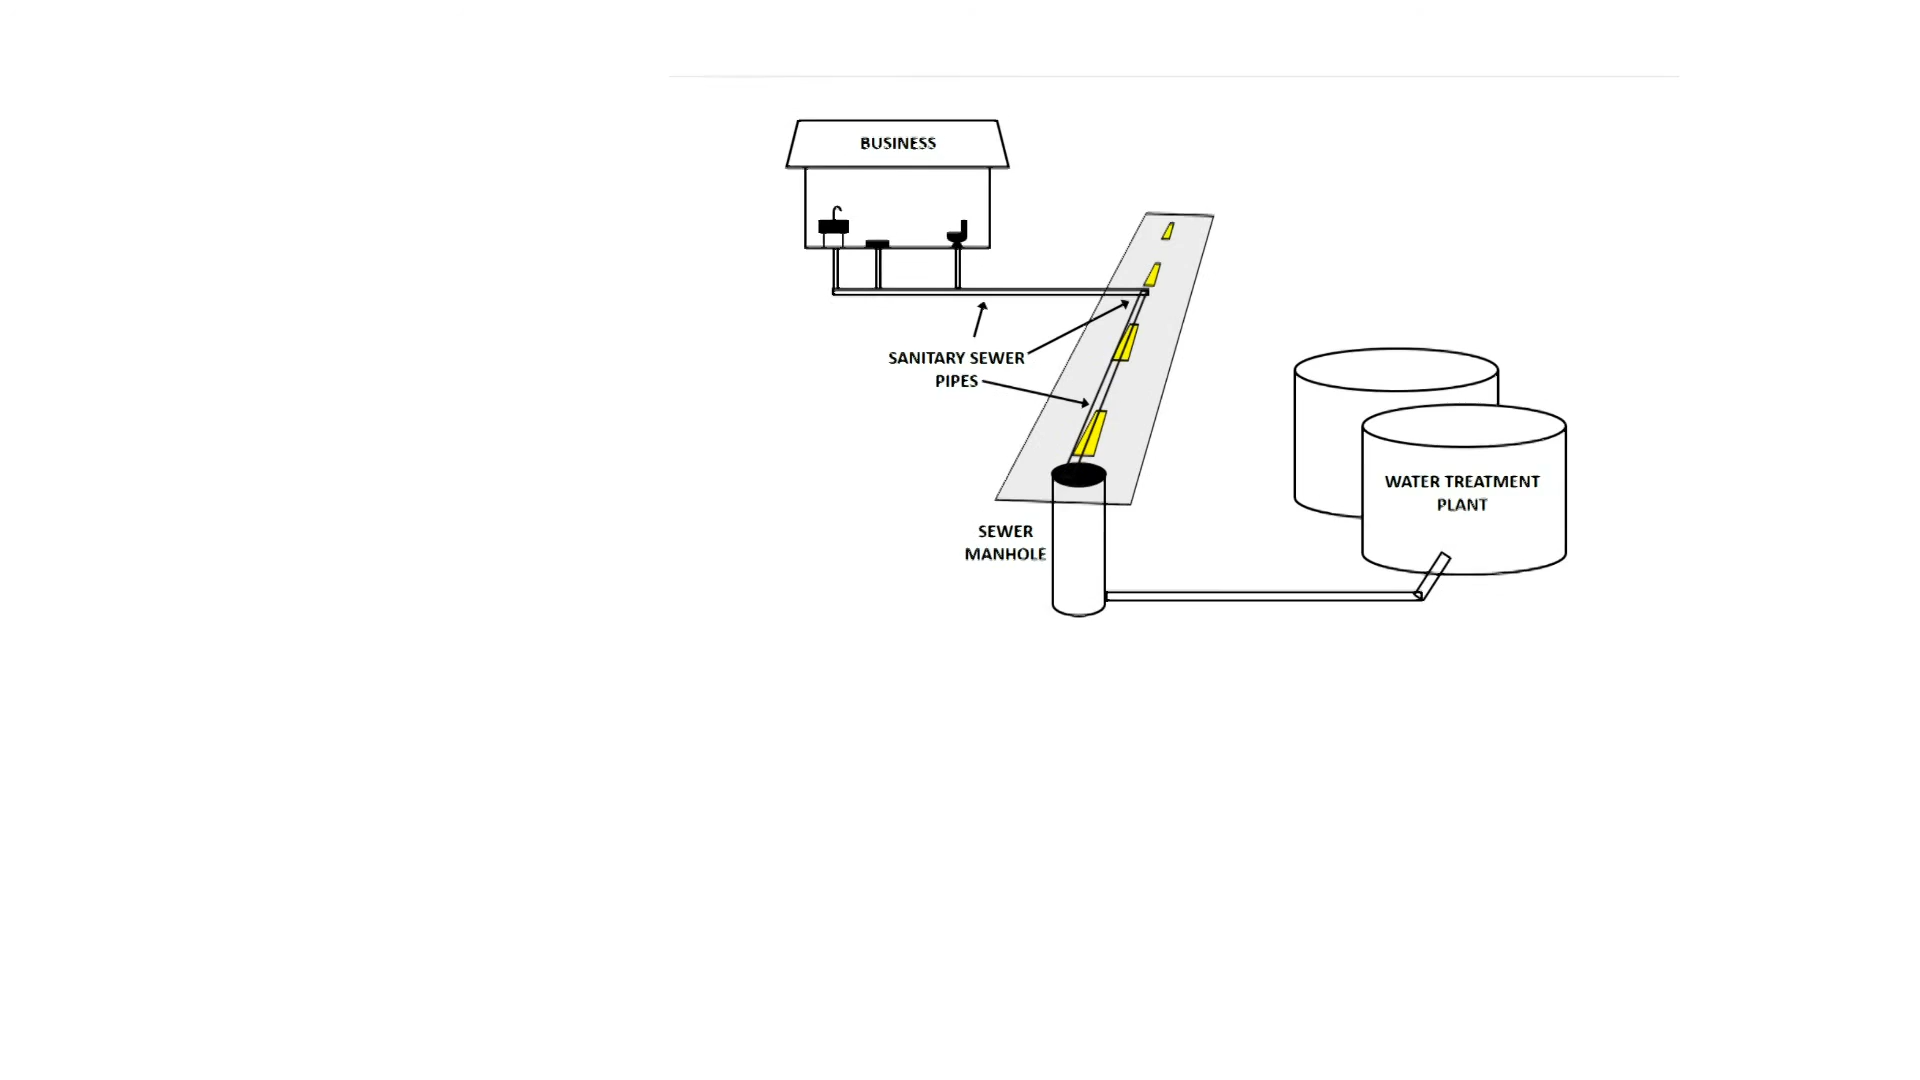 BUSINESS
SANITARY SEWER
PIPES
WATER TREATMENT
PLANT
SEWER
MANHOLE